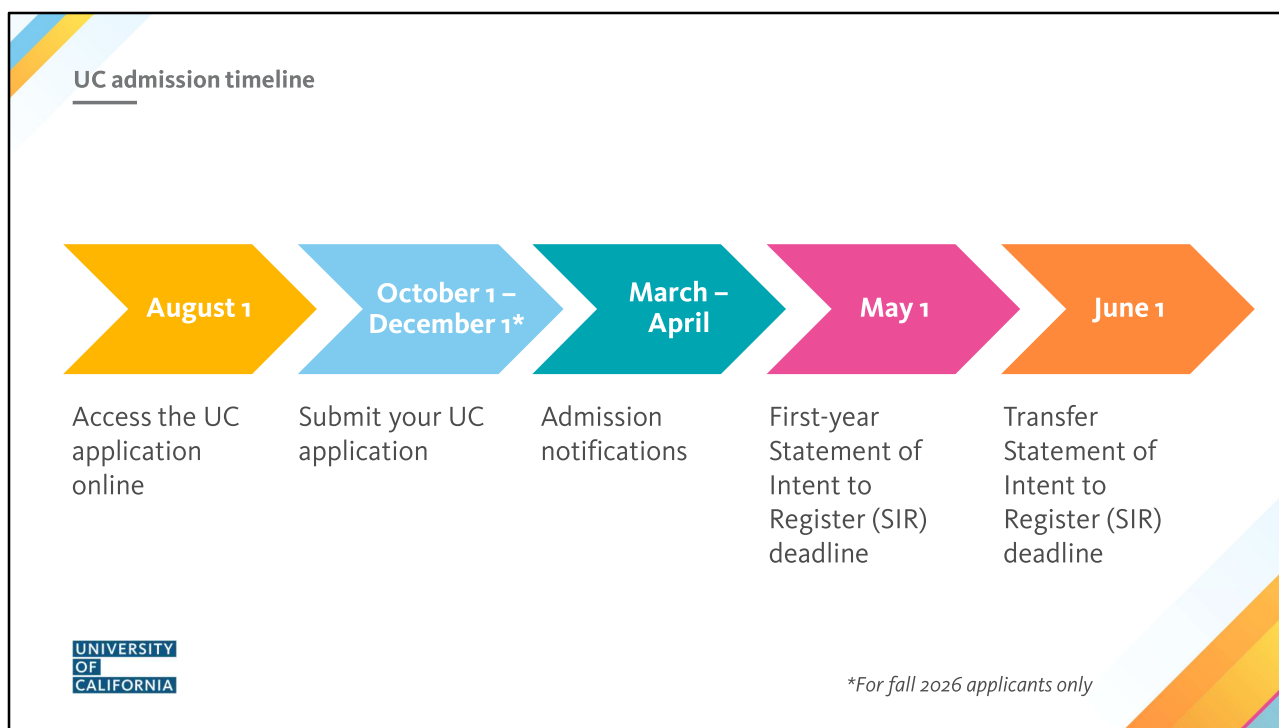 UC admission timeline
August 1
October 1 –
December 1*
March –
April
May 1
June 1
Access the UC
application
online
Submit your UC
application
Admission
notifications
First-year
Statement of
Intent to
Register (SIR)
deadline
Transfer
Statement of
Intent to
Register (SIR)
deadline
UNIVERSITY
OF
CALIFORNIA
*For fall 2026 applicants only